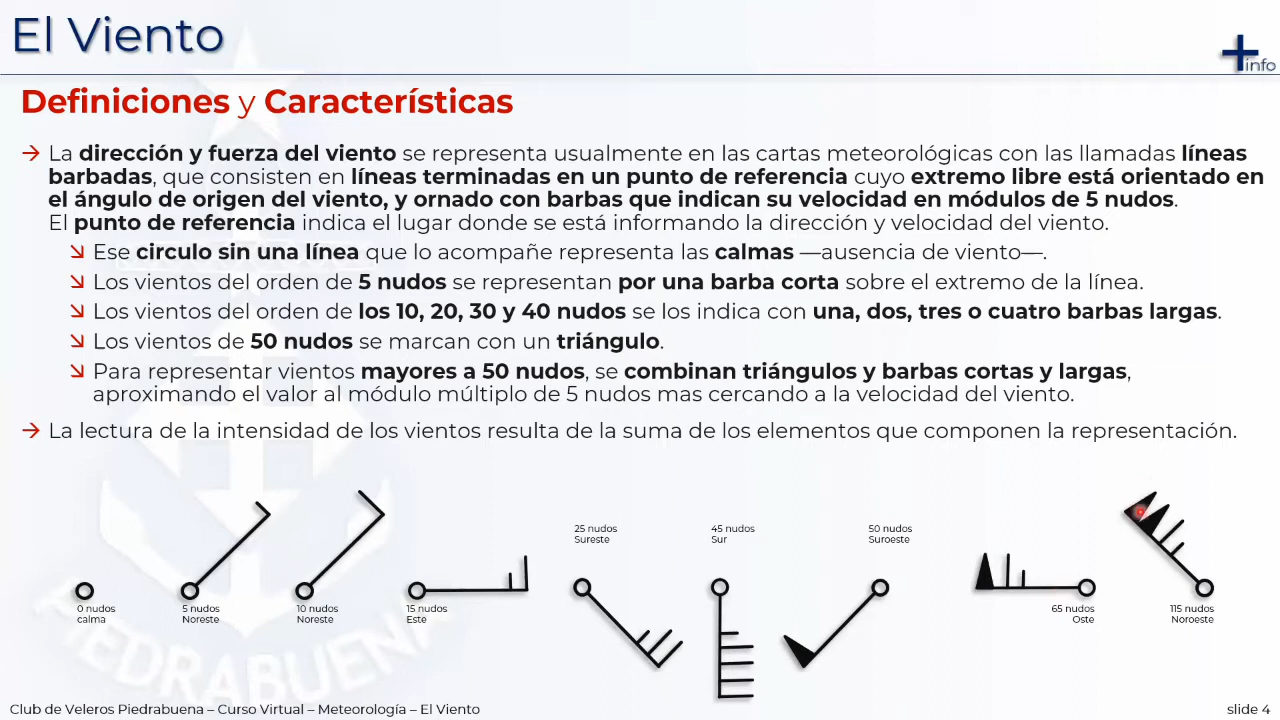 El Viento
+info
Definiciones y Características
→ La dirección y fuerza del viento se representa usualmente en las cartas meteorológicas con las llamadas líneas
barbadas, que consisten en líneas terminadas en un punto de referencia cuyo extremo libre está orientado en
el ángulo de origen del viento, y ornado con barbas que indican su velocidad en módulos de 5 nudos.
El punto de referencia indica el lugar donde se está informando la dirección y velocidad del viento.
↘ Ese circulo sin una línea que lo acompañe representa las calmas —ausencia de viento—.
↘ Los vientos del orden de 5 nudos se representan por una barba corta sobre el extremo de la línea.
↘ Los vientos del orden de los 10, 20, 30 y 40 nudos se los indica con una, dos, tres o cuatro barbas largas.
↘ Los vientos de 50 nudos se marcan con un triángulo.
↘ Para representar vientos mayores a 50 nudos, se combinan triángulos y barbas cortas y largas,
aproximando el valor al módulo múltiplo de 5 nudos mas cercando a la velocidad del viento.
→ La lectura de la intensidad de los vientos resulta de la suma de los elementos que componen la representación.
0 nudos
calma
5 nudos
Noreste
10 nudos
Noreste
15 nudos
Este
25 nudos
Sureste
45 nudos
Sur
50 nudos
Suroeste
65 nudos
Oste
115 nudos
Noroeste
PIEDRABUENA
Club de Veleros Piedrabuena – Curso Virtual – Meteorología – El Viento
slide 4